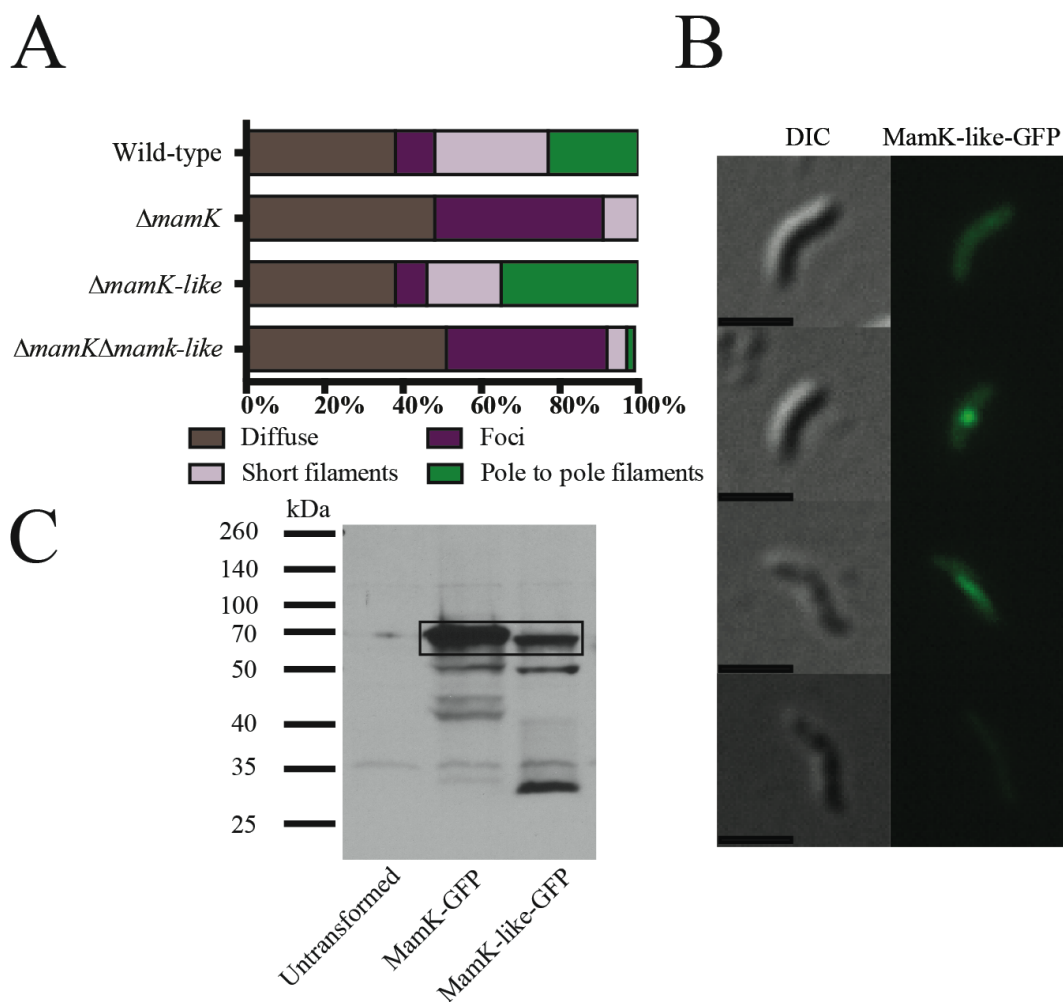 A
B
Wild-type
ΔmamK
ΔmamK-like
ΔmamKΔmamk-like
0% 20% 40% 60% 80% 100%
Diffuse Foci
Short filaments Pole to pole filaments
DIC MamK-like-GFP
C
kDa
260
140
100
70
50
40
35
25
Untransformed
MamK-GFP
MamK-like-GFP